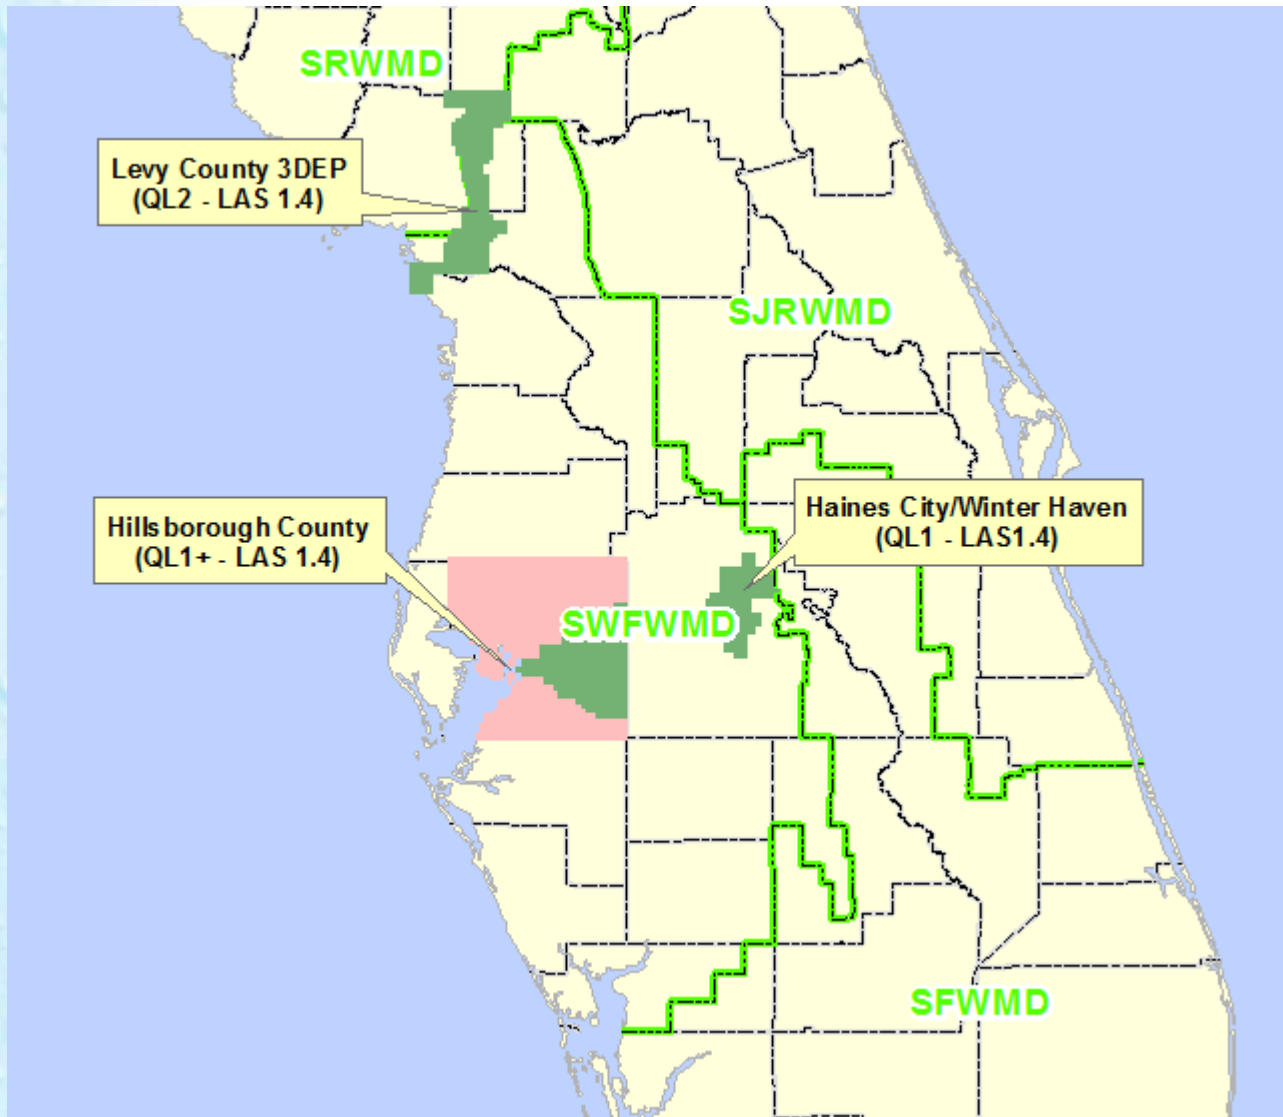 SRWMD
Levy County 3DEP
(QL2 - LAS 1.4)
SJRWMD
Haines City/Winter Haven
(QL1 - LAS1.4)
Hillsborough County
(QL1+ - LAS 1.4)
SWFWMD
SFWMD